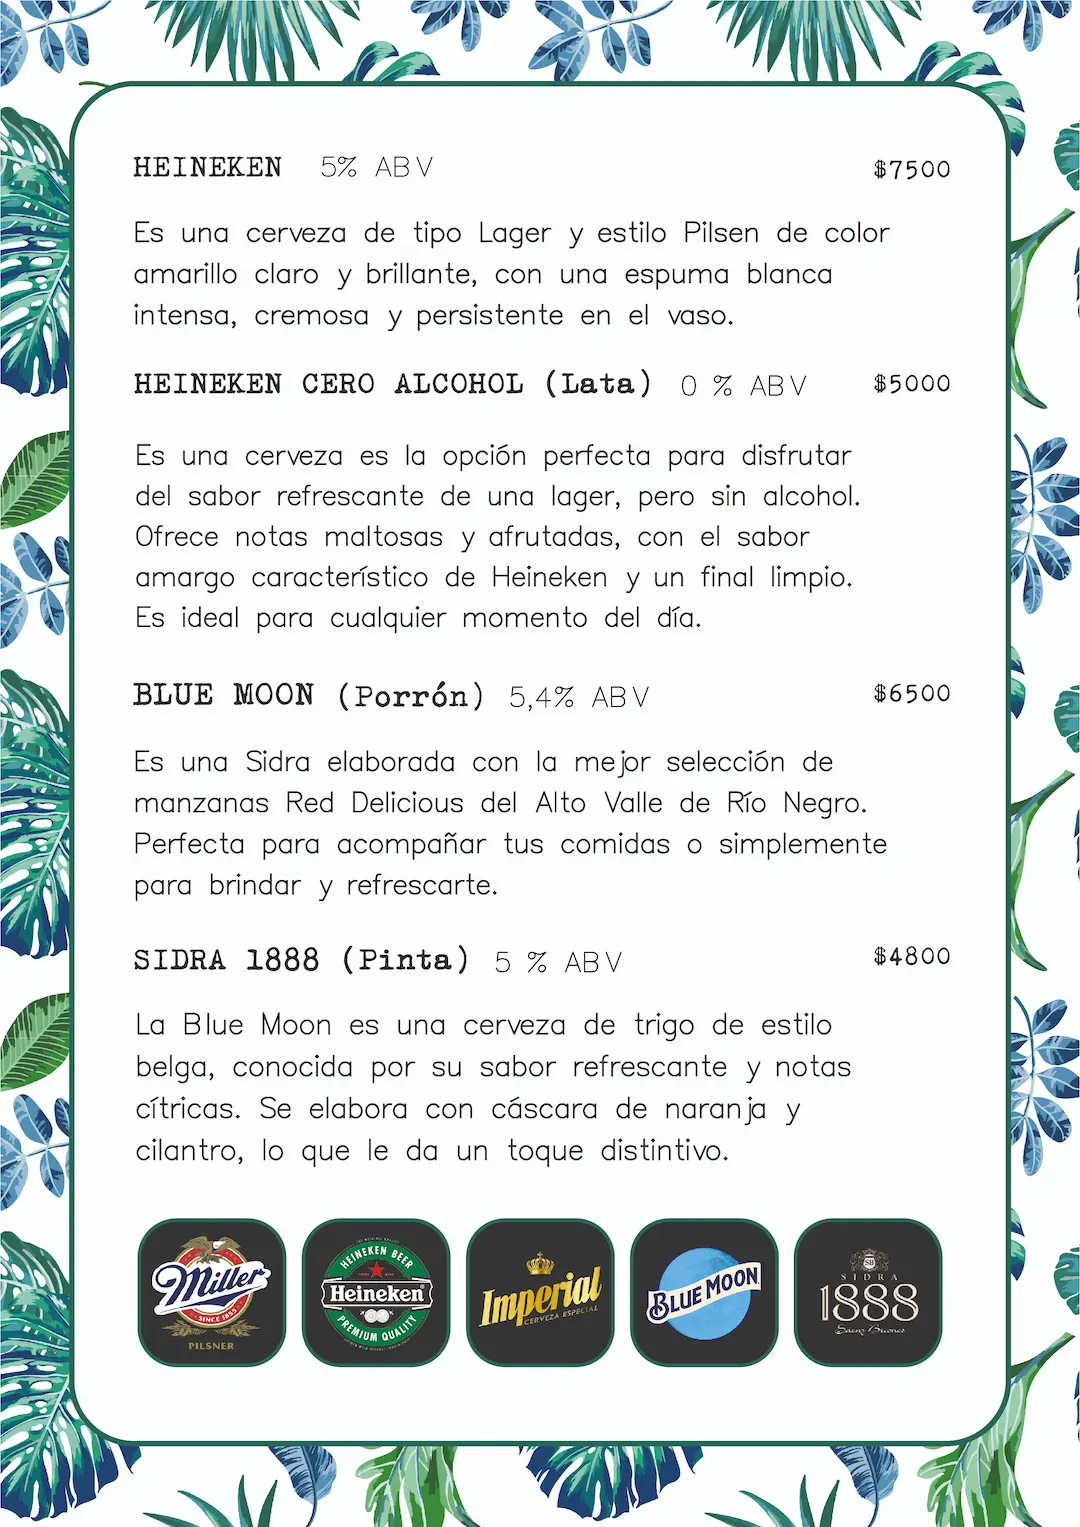 HEINEKEN 5% ABV $7500
Es una cerveza de tipo Lager y estilo Pilsen de color
amarillo claro y brillante, con una espuma blanca
intensa, cremosa y persistente en el vaso.
HEINEKEN CERO ALCOHOL (Lata) 0 % ABV $5000
Es una cerveza es la opción perfecta para disfrutar
del sabor refrescante de una lager, pero sin alcohol.
Ofrece notas maltosas y afrutadas, con el sabor
amargo característico de Heineken y un final limpio.
Es ideal para cualquier momento del día.
BLUE MOON (Porrón) 5,4% ABV $6500
Es una Sidra elaborada con la mejor selección de
manzanas Red Delicious del Alto Valle de Río Negro.
Perfecta para acompañar tus comidas o simplemente
para brindar y refrescarte.
SIDRA 1888 (Pinta) 5 % ABV $4800
La Blue Moon es una cerveza de trigo de estilo
belga, conocida por su sabor refrescante y notas
cítricas. Se elabora con cáscara de naranja y
cilantro, lo que le da un toque distintivo.
Miller
SINCE 1855
PILSNER
HEINEKEN BEER
Heineken
PREMIUM QUALITY
Imperial
CERVEZA ESPECIAL
BLUE MOON
SB
SIDRA
1888
Saenz Briones